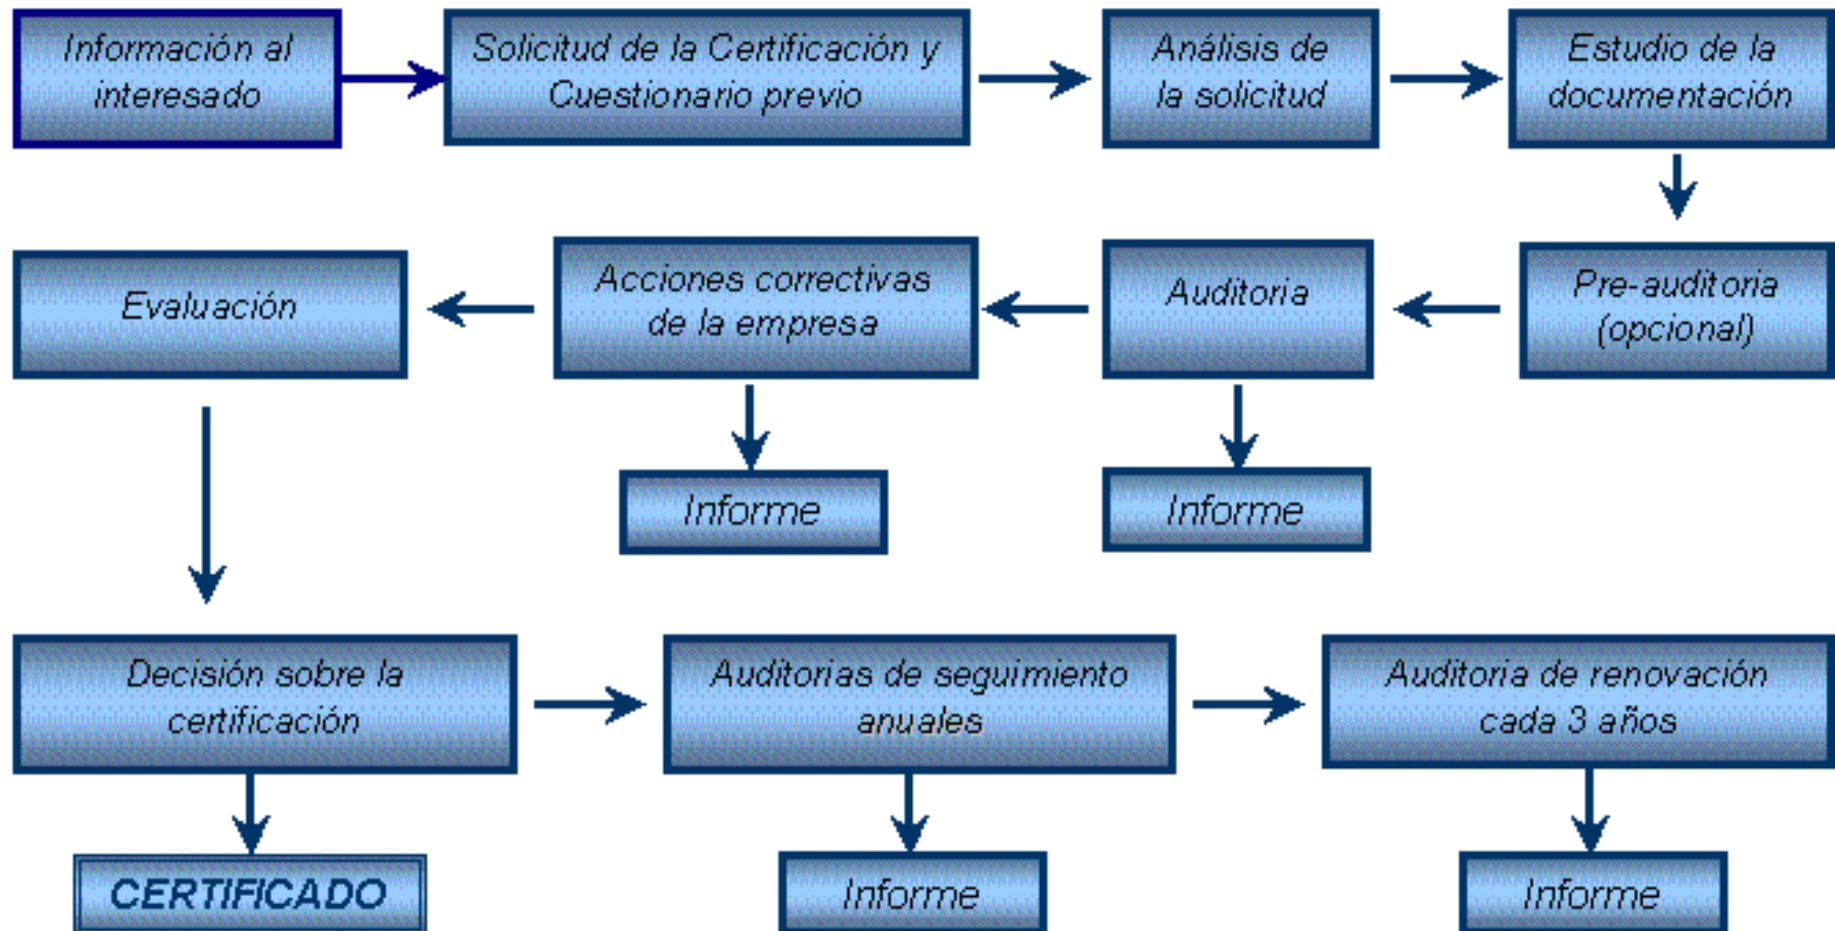 Información al
interesado
Solicitud de la Certificación y
Cuestionario previo
Análisis de
la solicitud
Estudio de la
documentación
Evaluación
Acciones correctivas
de la empresa
Auditoria
Pre-auditoria
(opcional)
Informe
Informe
Decisión sobre la
certificación
Auditorias de seguimiento
anuales
Auditoria de renovación
cada 3 años
CERTIFICADO
Informe
Informe